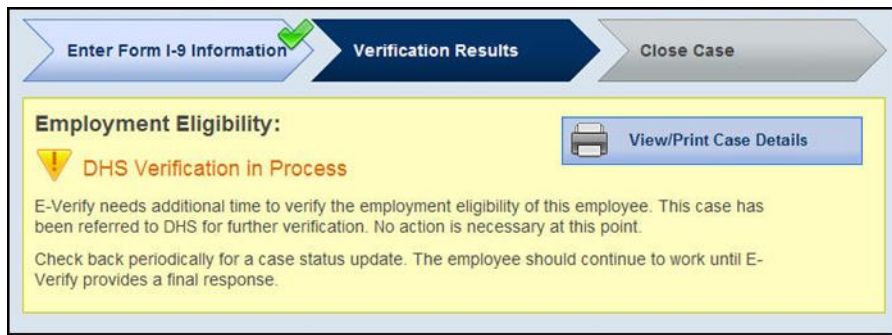 Enter Form I-9 Information
Verification Results
Close Case
Employment Eligibility:
View/Print Case Details
DHS Verification in Process
E-Verify needs additional time to verify the employment eligibility of this employee. This case has
been referred to DHS for further verification. No action is necessary at this point.
Check back periodically for a case status update. The employee should continue to work until E-
Verify provides a final response.